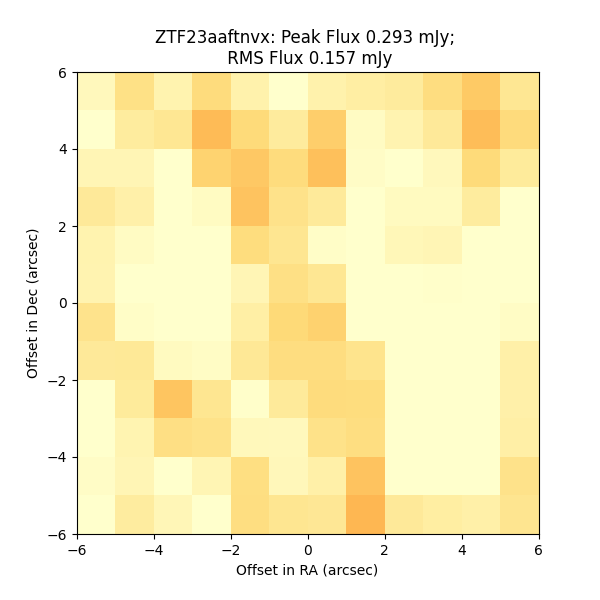 ZTF23aaftnvx: Peak Flux 0.293 mJy;
RMS Flux 0.157 mJy
6
4
2
0
−2
−4
−6
Offset in Dec (arcsec)
−6 −4 −2 0 2 4 6
Offset in RA (arcsec)